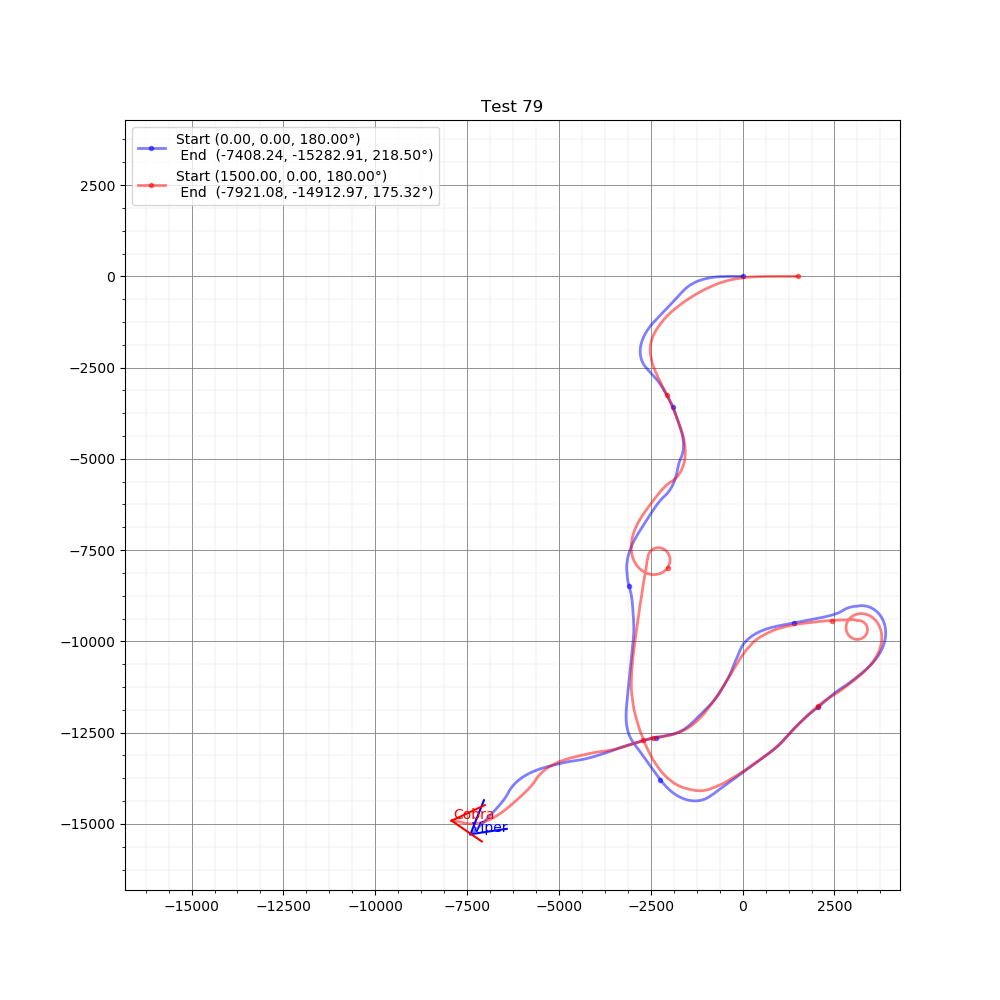 Test 79
Start (0.00, 0.00, 180.00°)
End  (-7408.24, -15282.91, 218.50°)
Start (1500.00, 0.00, 180.00°)
End  (-7921.08, -14912.97, 175.32°)
2500
0
−2500
−5000
−7500
−10000
−12500
−15000
Cobra
Viper
−15000 −12500 −10000 −7500 −5000 −2500 0 2500